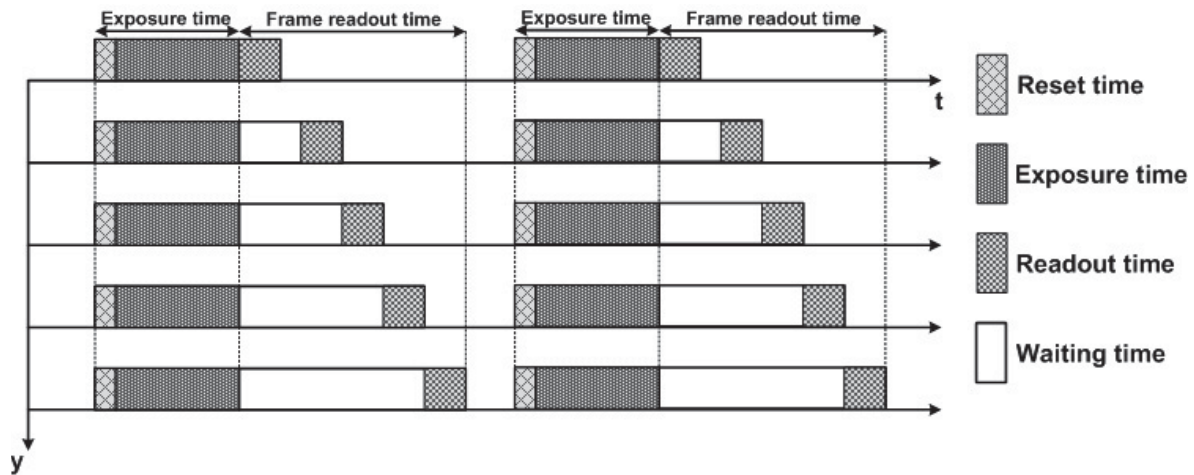 Exposure time Frame readout time Exposure time Frame readout time
t
y
Reset time
Exposure time
Readout time
Waiting time